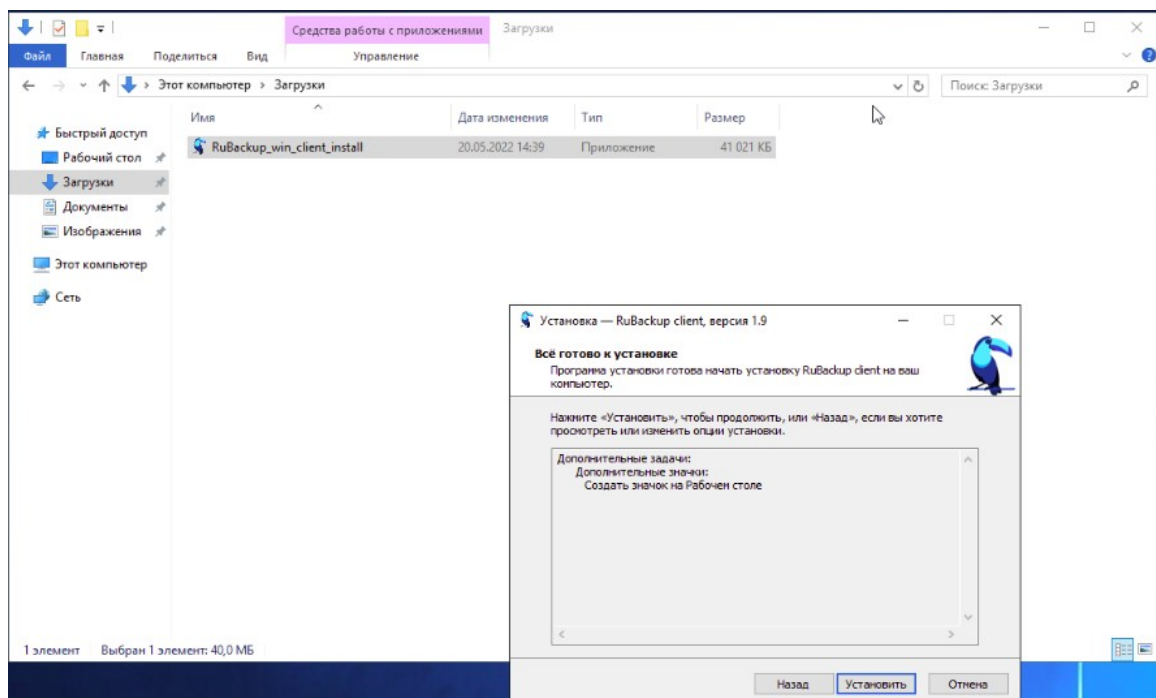 Средства работы с приложениями
Загрузки
Файл
Главная
Поделиться
Вид
Управление
Этот компьютер
Загрузки
Поиск: Загрузки
Имя
Дата изменения
Тип
Размер
Быстрый доступ
RuBackup_win_client_install
20.05.2022 14:39
Приложение
41 021 КБ
Рабочий стол
Загрузки
Документы
Изображения
Этот компьютер
Сеть
Установка — RuBackup client, версия 1.9
Всё готово к установке
Программа установки готова начать установку RuBackup client на ваш
компьютер.
Нажмите «Установить», чтобы продолжить, или «Назад», если вы хотите
просмотреть или изменить опции установки.
Дополнительные задачи:
Дополнительные значки:
Создать значок на Рабочем столе
1 элемент
Выбран 1 элемент: 40,0 МБ
Назад
Установить
Отмена